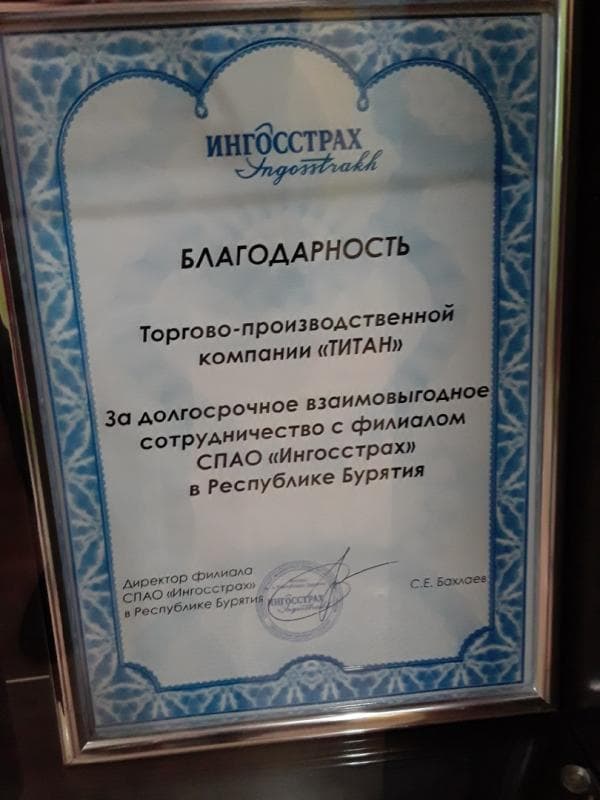 ИНГОССТРАХ
Ingosstrakh
БЛАГОДАРНОСТЬ
Торгово-производственной
компании «ТИТАН»
За долгосрочное взаимовыгодное
сотрудничество с филиалом
СПАО «Ингосстрах»
в Республике Бурятия
Директор филиала
СПАО «Ингосстрах»
в Республике Бурятия
ИНГОССТРАХ
Ingosstrakh
С.Е. Бахлаев